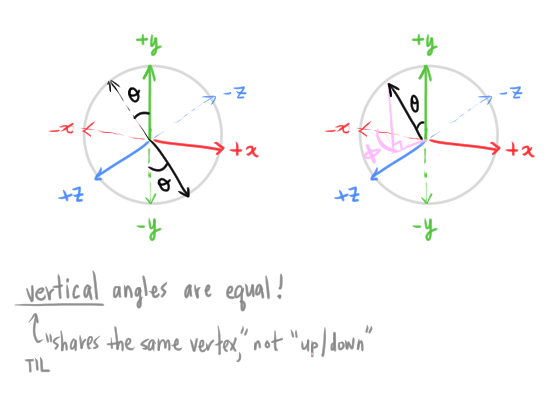 +y
+y
θ
-z
θ
-z
-x
-x
+x
ϕ
+x
+z
θ
+z
-y
-y
vertical angles are equal!
"shares the same vertex," not "up/down"
TIL